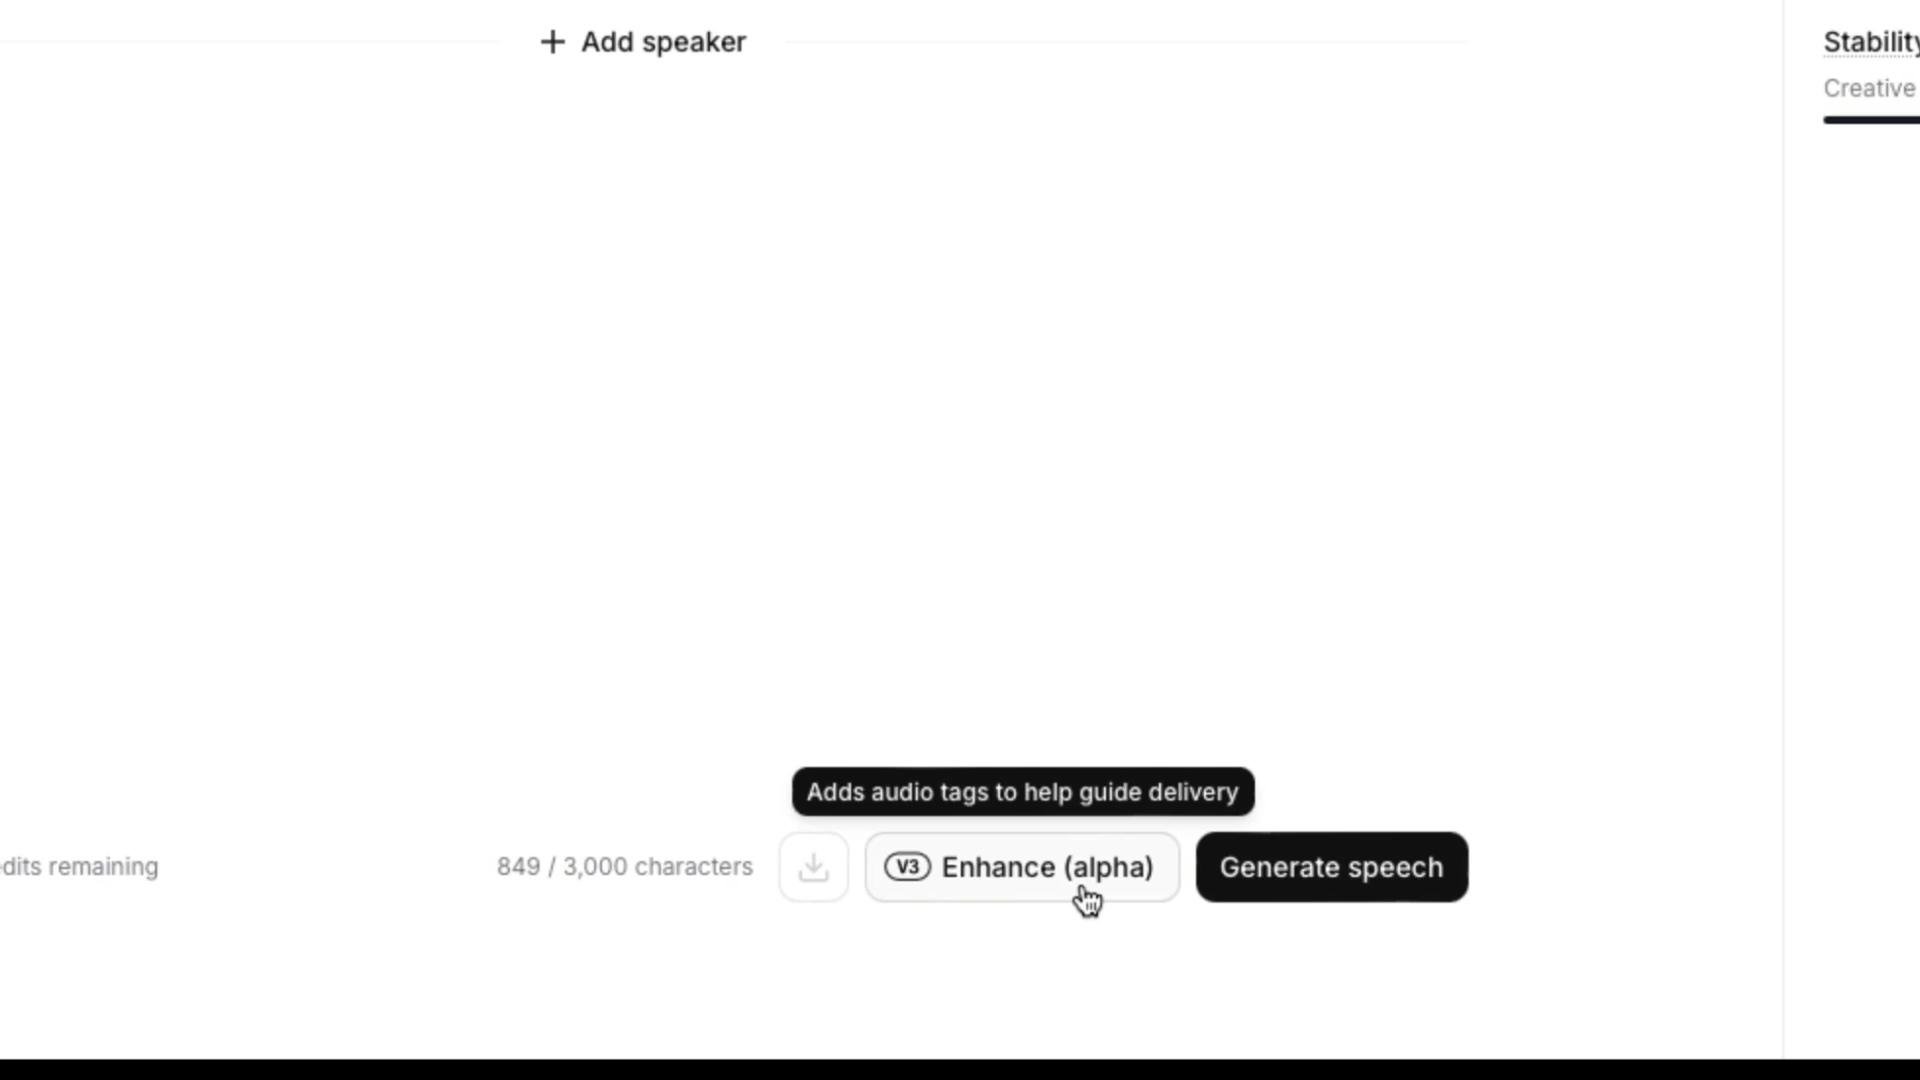 Add speaker
Stability
Creative
Adds audio tags to help guide delivery
dits remaining
849 / 3,000 characters
V3 Enhance (alpha)
Generate speech